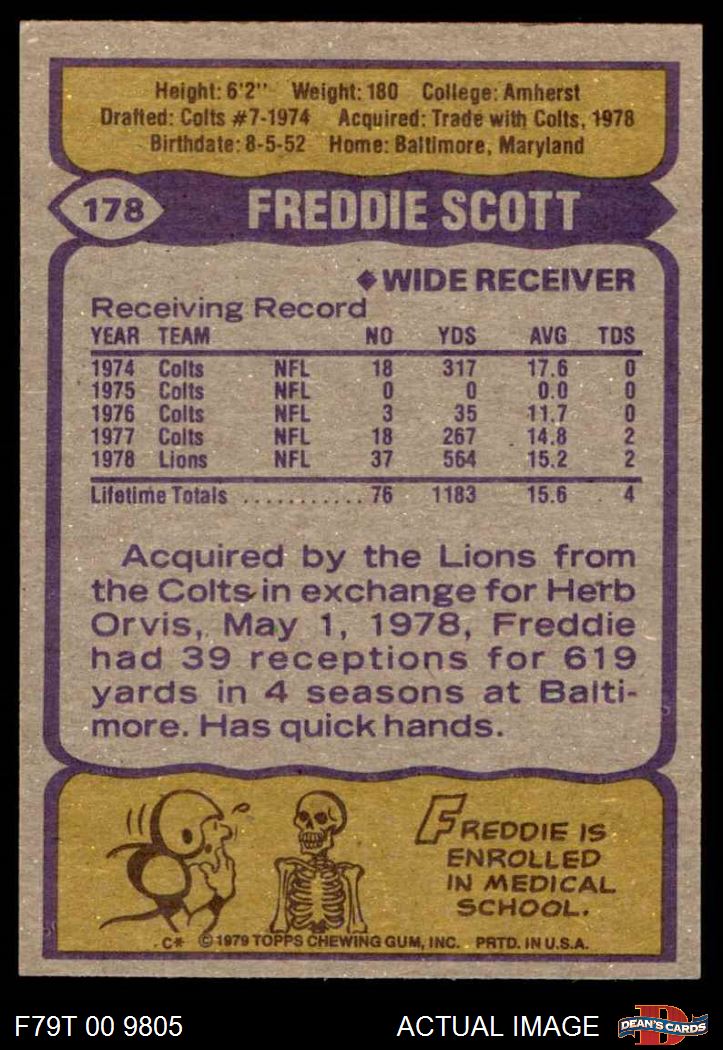 Height: 6'2" Weight: 180 College: Amherst
Drafted: Colts #7-1974 Acquired: Trade with Colts, 1978
Birthdate: 8-5-52 Home: Baltimore, Maryland
178 FREDDIE SCOTT
◆ WIDE RECEIVER
Receiving Record
YEAR TEAM NO YDS AVG TDS
1974 Colts NFL 18 317 17.6 0
1975 Colts NFL 0 0 0.0 0
1976 Colts NFL 3 35 11.7 0
1977 Colts NFL 18 267 14.8 2
1978 Lions NFL 37 564 15.2 2
Lifetime Totals ........... 76 1183 15.6 4
Acquired by the Lions from
the Colts in exchange for Herb
Orvis, May 1, 1978, Freddie
had 39 receptions for 619
yards in 4 seasons at Balti-
more. Has quick hands.
FREDDIE IS
ENROLLED
IN MEDICAL
SCHOOL.
C* © 1979 TOPPS CHEWING GUM, INC. PRTD. IN U.S.A.
F79T 00 9805 ACTUAL IMAGE D DEAN'S CARDS